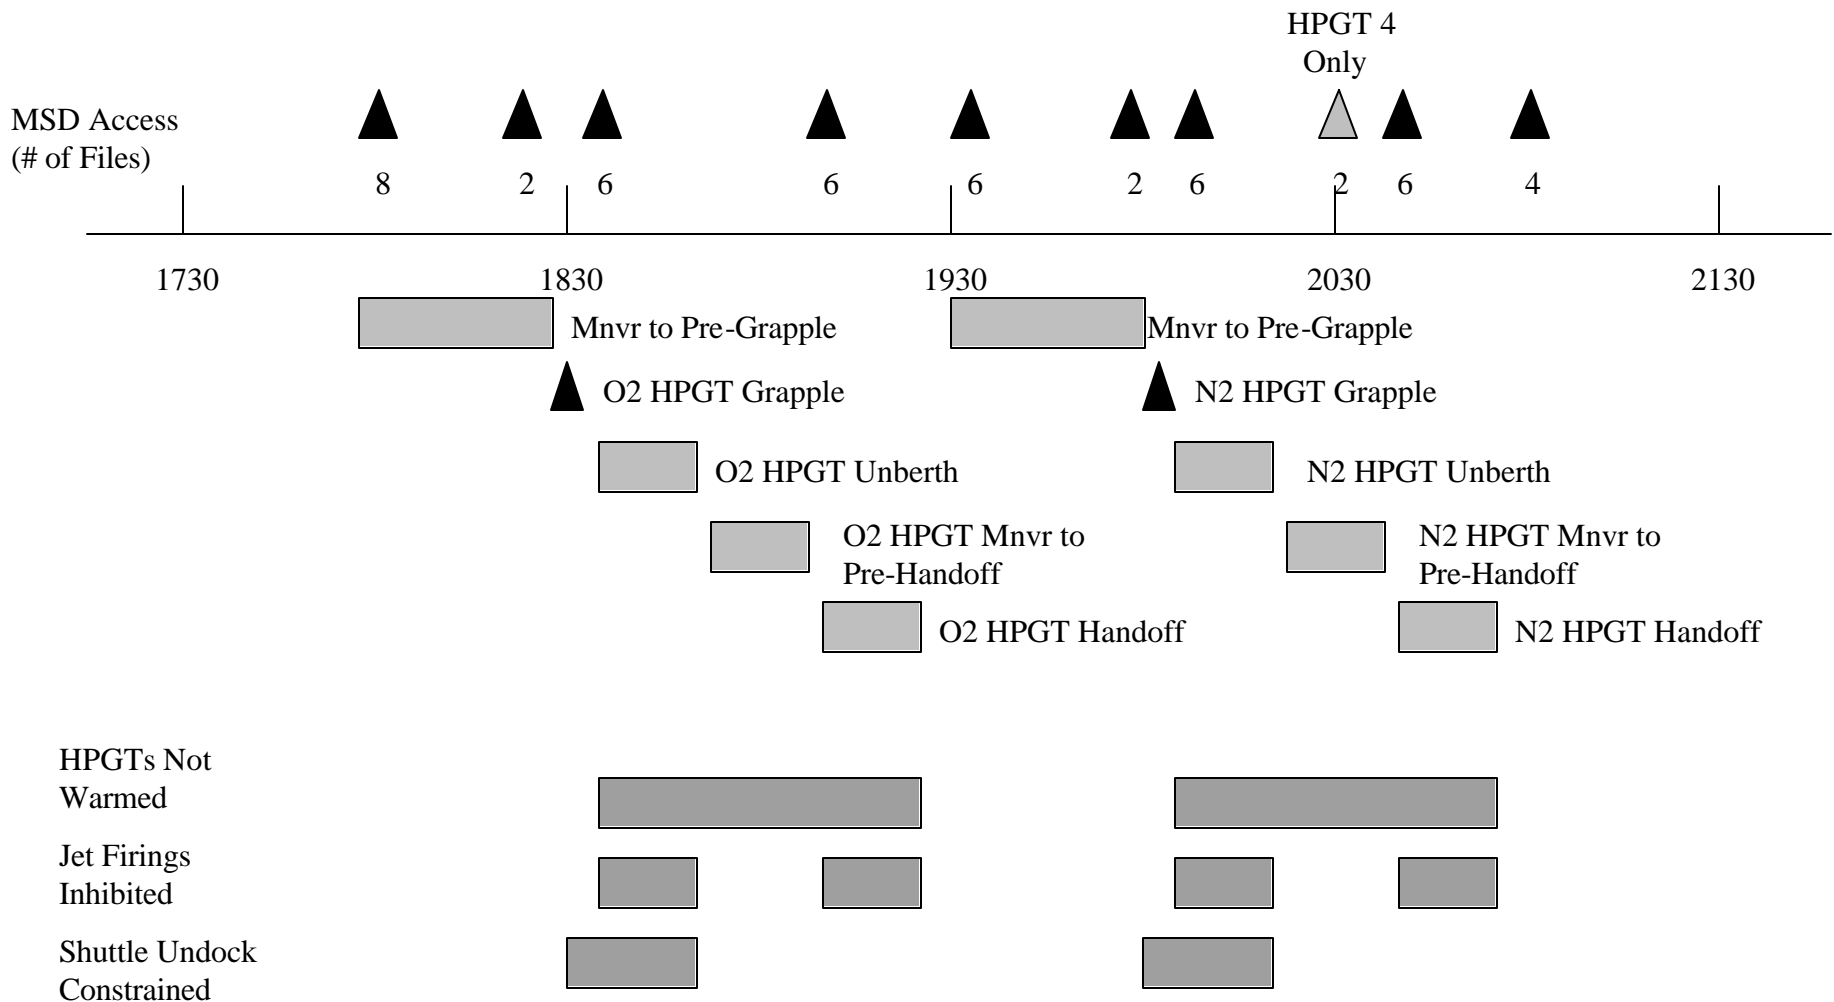 HPGT 4
Only
MSD Access
(# of Files)
8 2 6 6 6 2 6 2 6 4
1730 1830 1930 2030 2130
Mnvr to Pre-Grapple Mnvr to Pre-Grapple
O2 HPGT Grapple N2 HPGT Grapple
O2 HPGT Unberth N2 HPGT Unberth
O2 HPGT Mnvr to
Pre-Handoff
N2 HPGT Mnvr to
Pre-Handoff
O2 HPGT Handoff N2 HPGT Handoff
HPGTs Not
Warmed
Jet Firings
Inhibited
Shuttle Undock
Constrained